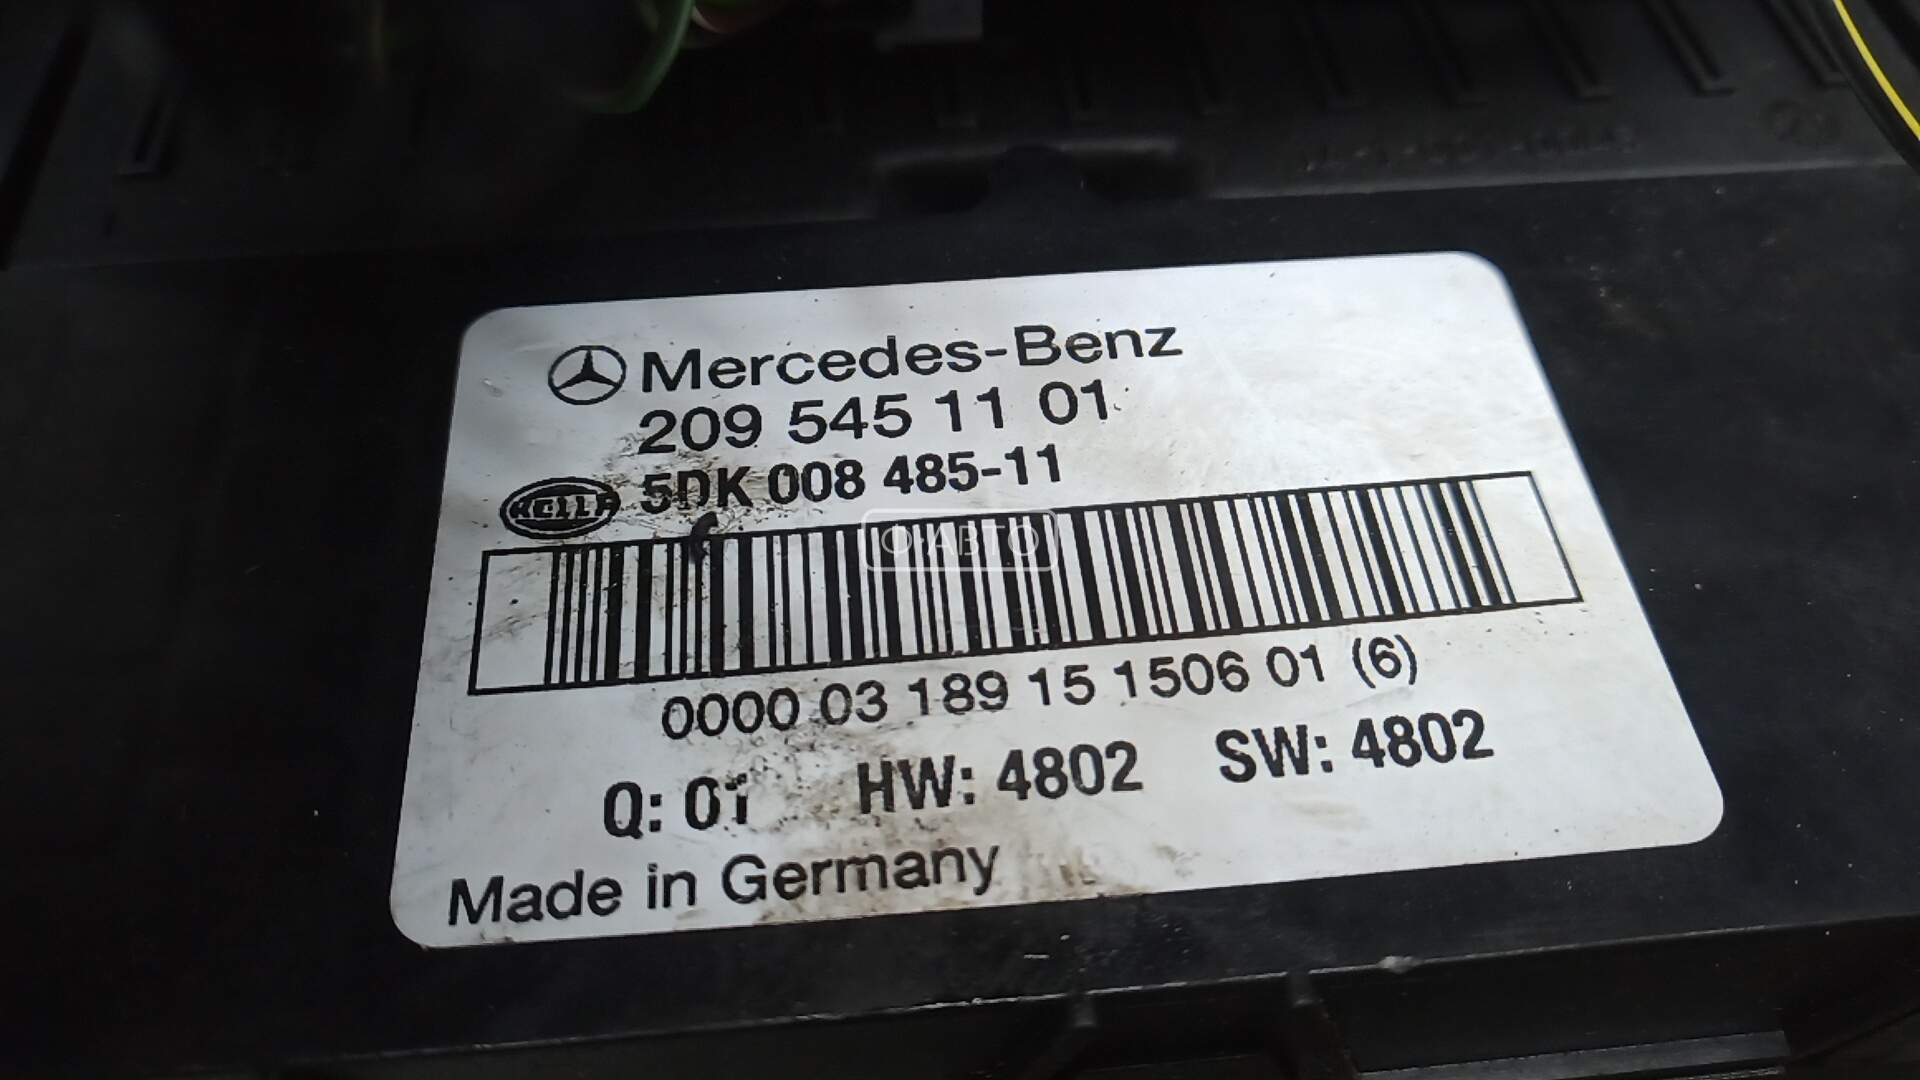 Mercedes-Benz
209 545 11 01
HELLA 5DK 008 485-11
О·АВТО
0000 03 189 15 1506 01 (6)
Q: 01 HW: 4802 SW: 4802
Made in Germany